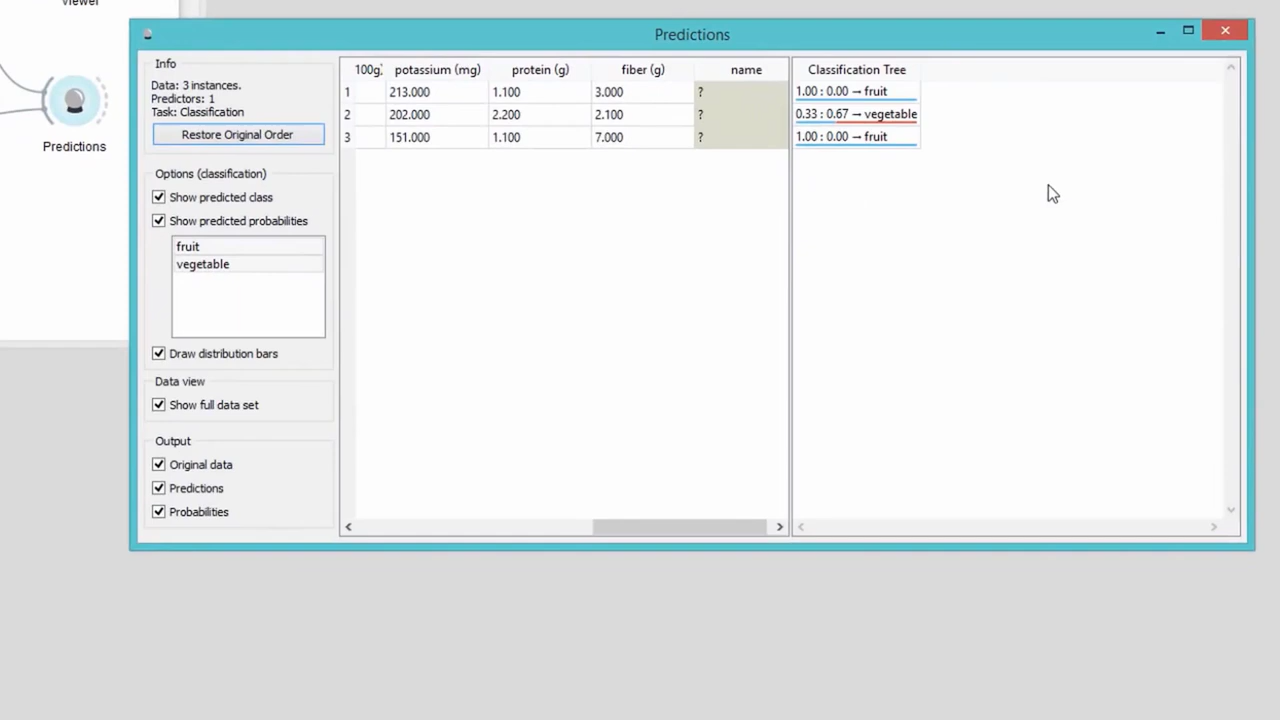 viewer
Predictions
Predictions
Info
Data: 3 instances.
Predictors: 1
Task: Classification
Restore Original Order
Options (classification)
Show predicted class
Show predicted probabilities
fruit
vegetable
Draw distribution bars
Data view
Show full data set
Output
Original data
Predictions
Probabilities
100g) potassium (mg) protein (g) fiber (g) name
1 213.000 1.100 3.000 ?
2 202.000 2.200 2.100 ?
3 151.000 1.100 7.000 ?
Classification Tree
1.00 : 0.00 → fruit
0.33 : 0.67 → vegetable
1.00 : 0.00 → fruit